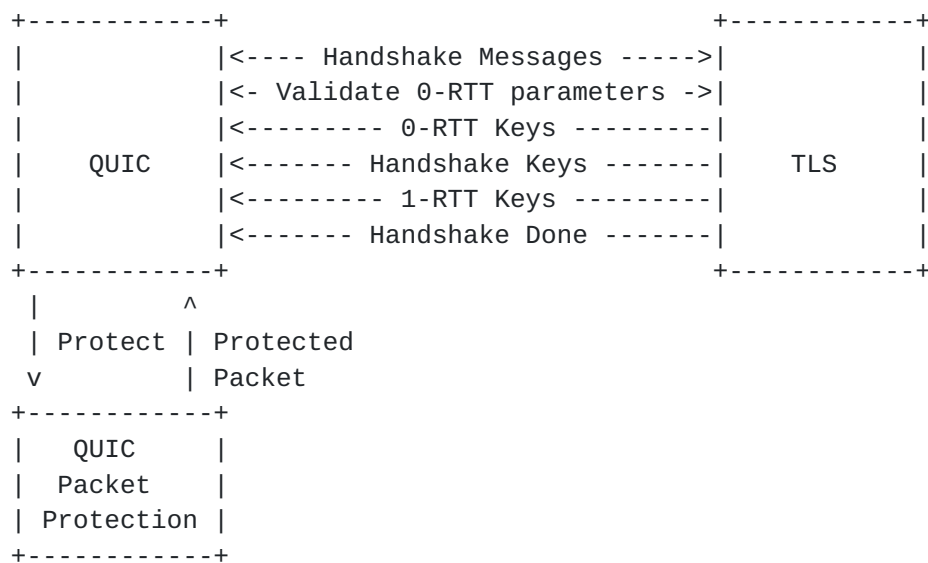 +------------+                               +------------+
|            |<---- Handshake Messages ----->|            |
|            |<- Validate 0-RTT parameters ->|            |
|            |<--------- 0-RTT Keys ---------|            |
|    QUIC    |<------- Handshake Keys -------|    TLS     |
|            |<--------- 1-RTT Keys ---------|            |
|            |<------- Handshake Done -------|            |
+------------+                               +------------+
 |         ^
 | Protect | Protected
 v         | Packet
+------------+
|   QUIC     |
|  Packet    |
| Protection |
+------------+